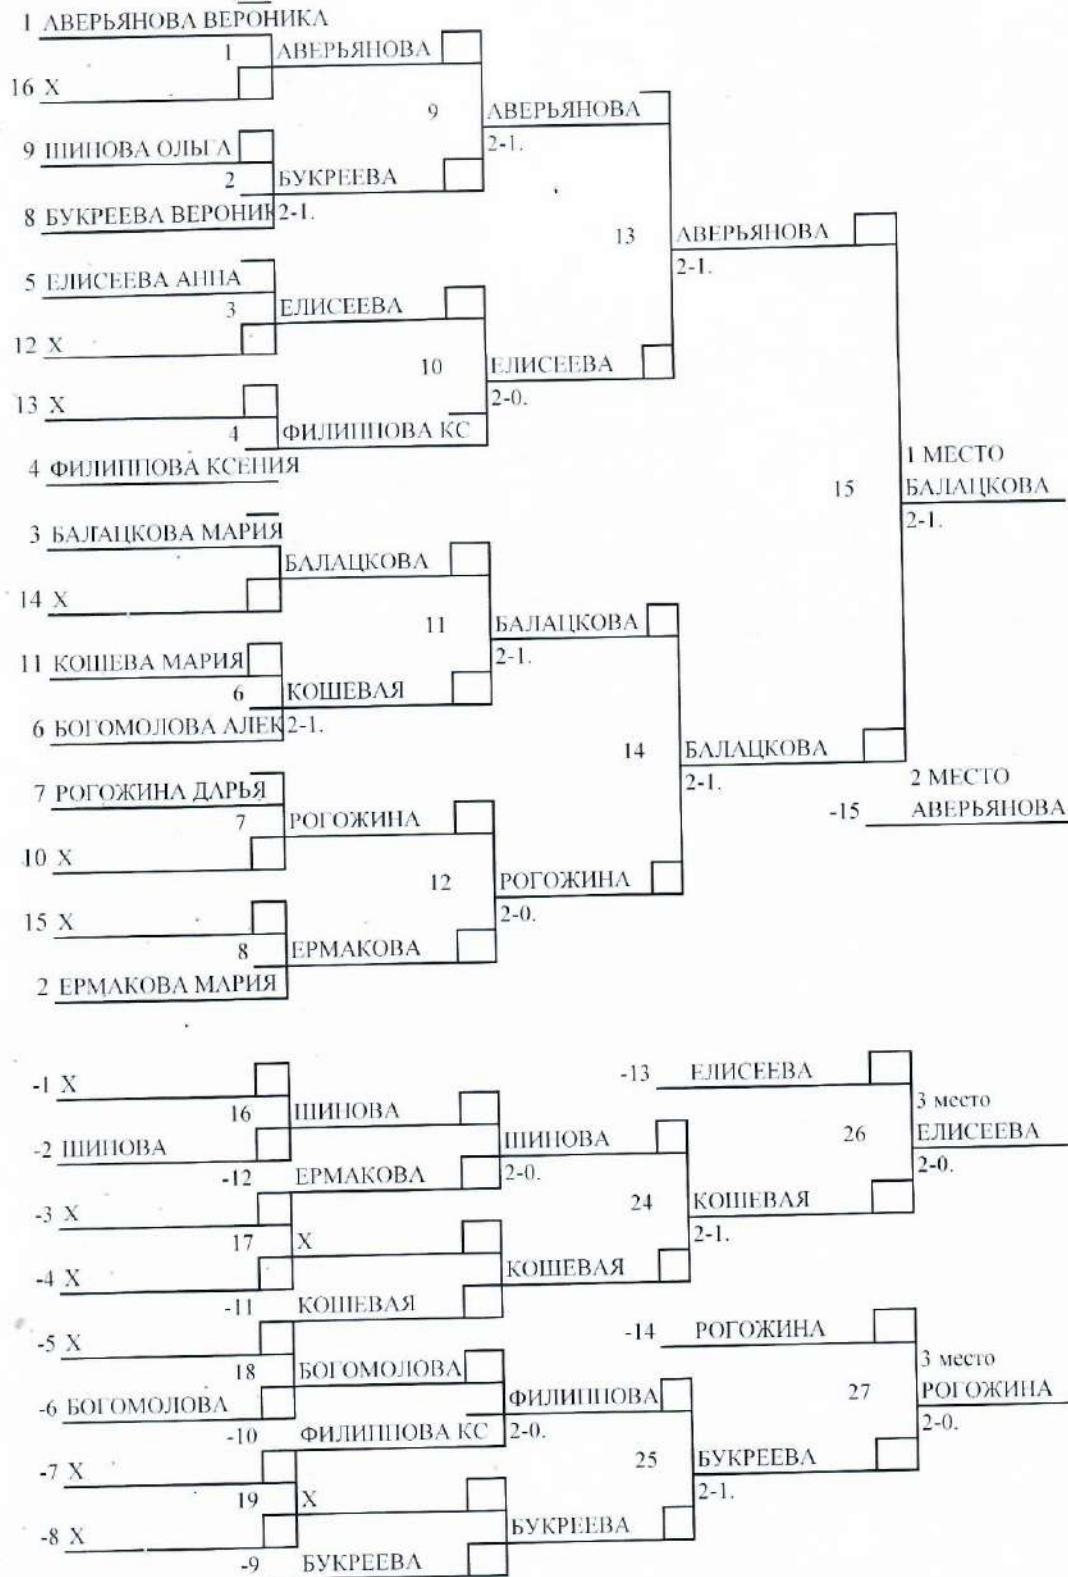 1 АВЕРЬЯНОВА ВЕРОНИКА
1 АВЕРЬЯНОВА
16 X
9 АВЕРЬЯНОВА
2-1.
9 ШИПОВА ОЛЬГА
2 БУКРЕЕВА
8 БУКРЕЕВА ВЕРОНИК 2-1.
13 АВЕРЬЯНОВА
2-1.
5 ЕЛИСЕЕВА АННА
3 ЕЛИСЕЕВА
12 X
10 ЕЛИСЕЕВА
2-0.
13 X
4 ФИЛИППОВА КС
4 ФИЛИППОВА КСЕНИЯ
15
1 МЕСТО
БАЛАЦКОВА
2-1.
3 БАЛАЦКОВА МАРИЯ
БАЛАЦКОВА
14 X
11 БАЛАЦКОВА
2-1.
11 КОШЕВА МАРИЯ
6 КОШЕВАЯ
6 БОГОМОЛОВА АЛЕК 2-1.
14 БАЛАЦКОВА
2-1.
7 РОГОЖИНА ДАРЬЯ
2 МЕСТО
-15 АВЕРЬЯНОВА
7 РОГОЖИНА
10 X
12 РОГОЖИНА
2-0.
15 X
8 ЕРМАКОВА
2 ЕРМАКОВА МАРИЯ
-1 X
-13 ЕЛИСЕЕВА
16 ШИПОВА
3 место
-2 ШИПОВА
ШИПОВА
26 ЕЛИСЕЕВА
-12 ЕРМАКОВА
2-0.
2-0.
-3 X
24 КОШЕВАЯ
17 X
2-1.
-4 X
КОШЕВАЯ
-11 КОШЕВАЯ
-5 X
-14 РОГОЖИНА
18 БОГОМОЛОВА
3 место
-6 БОГОМОЛОВА
ФИЛИППОВА
27 РОГОЖИНА
-10 ФИЛИППОВА КС 2-0.
2-0.
-7 X
25 БУКРЕЕВА
19 X
2-1.
-8 X
БУКРЕЕВА
-9 БУКРЕЕВА